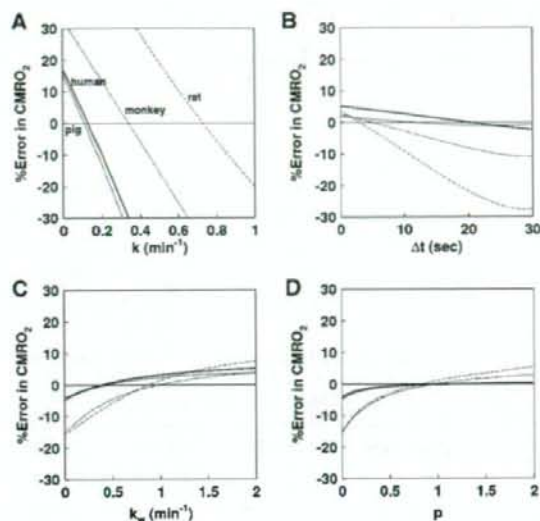 A
30
20
10
0
-10
-20
-30
%Error in CMRO₂
human
monkey
rat
pig
0 0.2 0.4 0.6 0.8 1
k (min⁻¹)
B
30
20
10
0
-10
-20
-30
%Error in CMRO₂
0 10 20 30
Δt (sec)
C
30
20
10
0
-10
-20
-30
%Error in CMRO₂
0 0.5 1 1.5 2
k_w (min⁻¹)
D
30
20
10
0
-10
-20
-30
%Error in CMRO₂
0 0.5 1 1.5 2
p